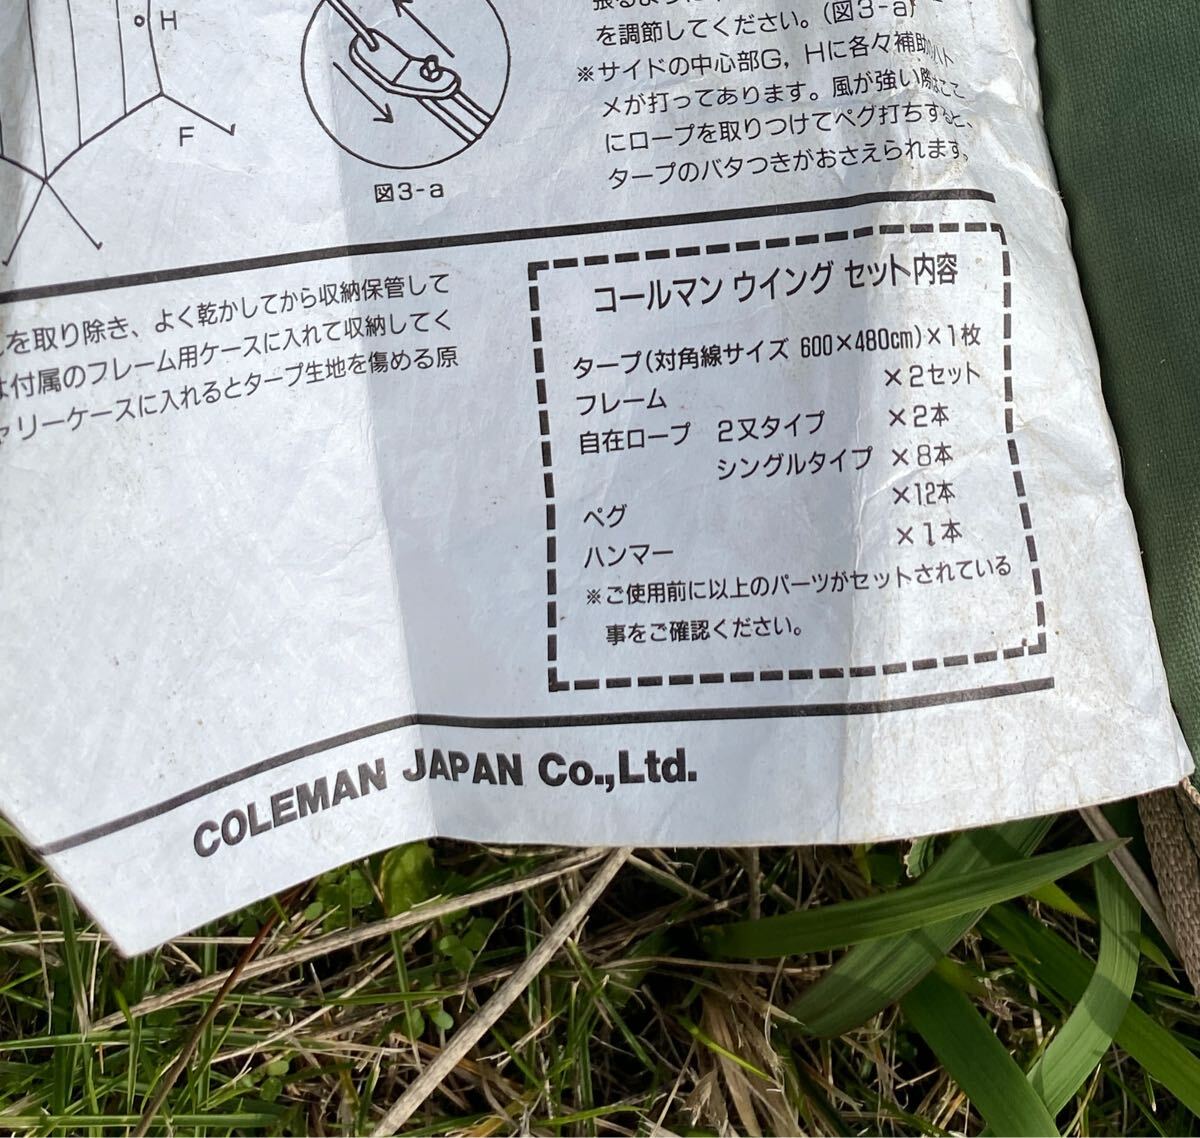 H
F
図3-a
を調節してください。(図3-a)
※サイドの中心部G，Hに各々補助のハト
メが打ってあります。風が強い際はここ
にロープを取りつけてペグ打ちすると、
タープのバタつきがおさえられます。
を取り除き、よく乾かしてから収納保管して
付属のフレーム用ケースに入れて収納してく
ャリーケースに入れるとタープ生地を傷める原
コールマン ウイング セット内容
タープ(対角線サイズ 600×480cm)×1枚
フレーム ×2セット
自在ロープ 2又タイプ ×2本
シングルタイプ ×8本
ペグ ×12本
ハンマー ×1本
※ご使用前に以上のパーツがセットされている
事をご確認ください。
COLEMAN JAPAN Co.,Ltd.